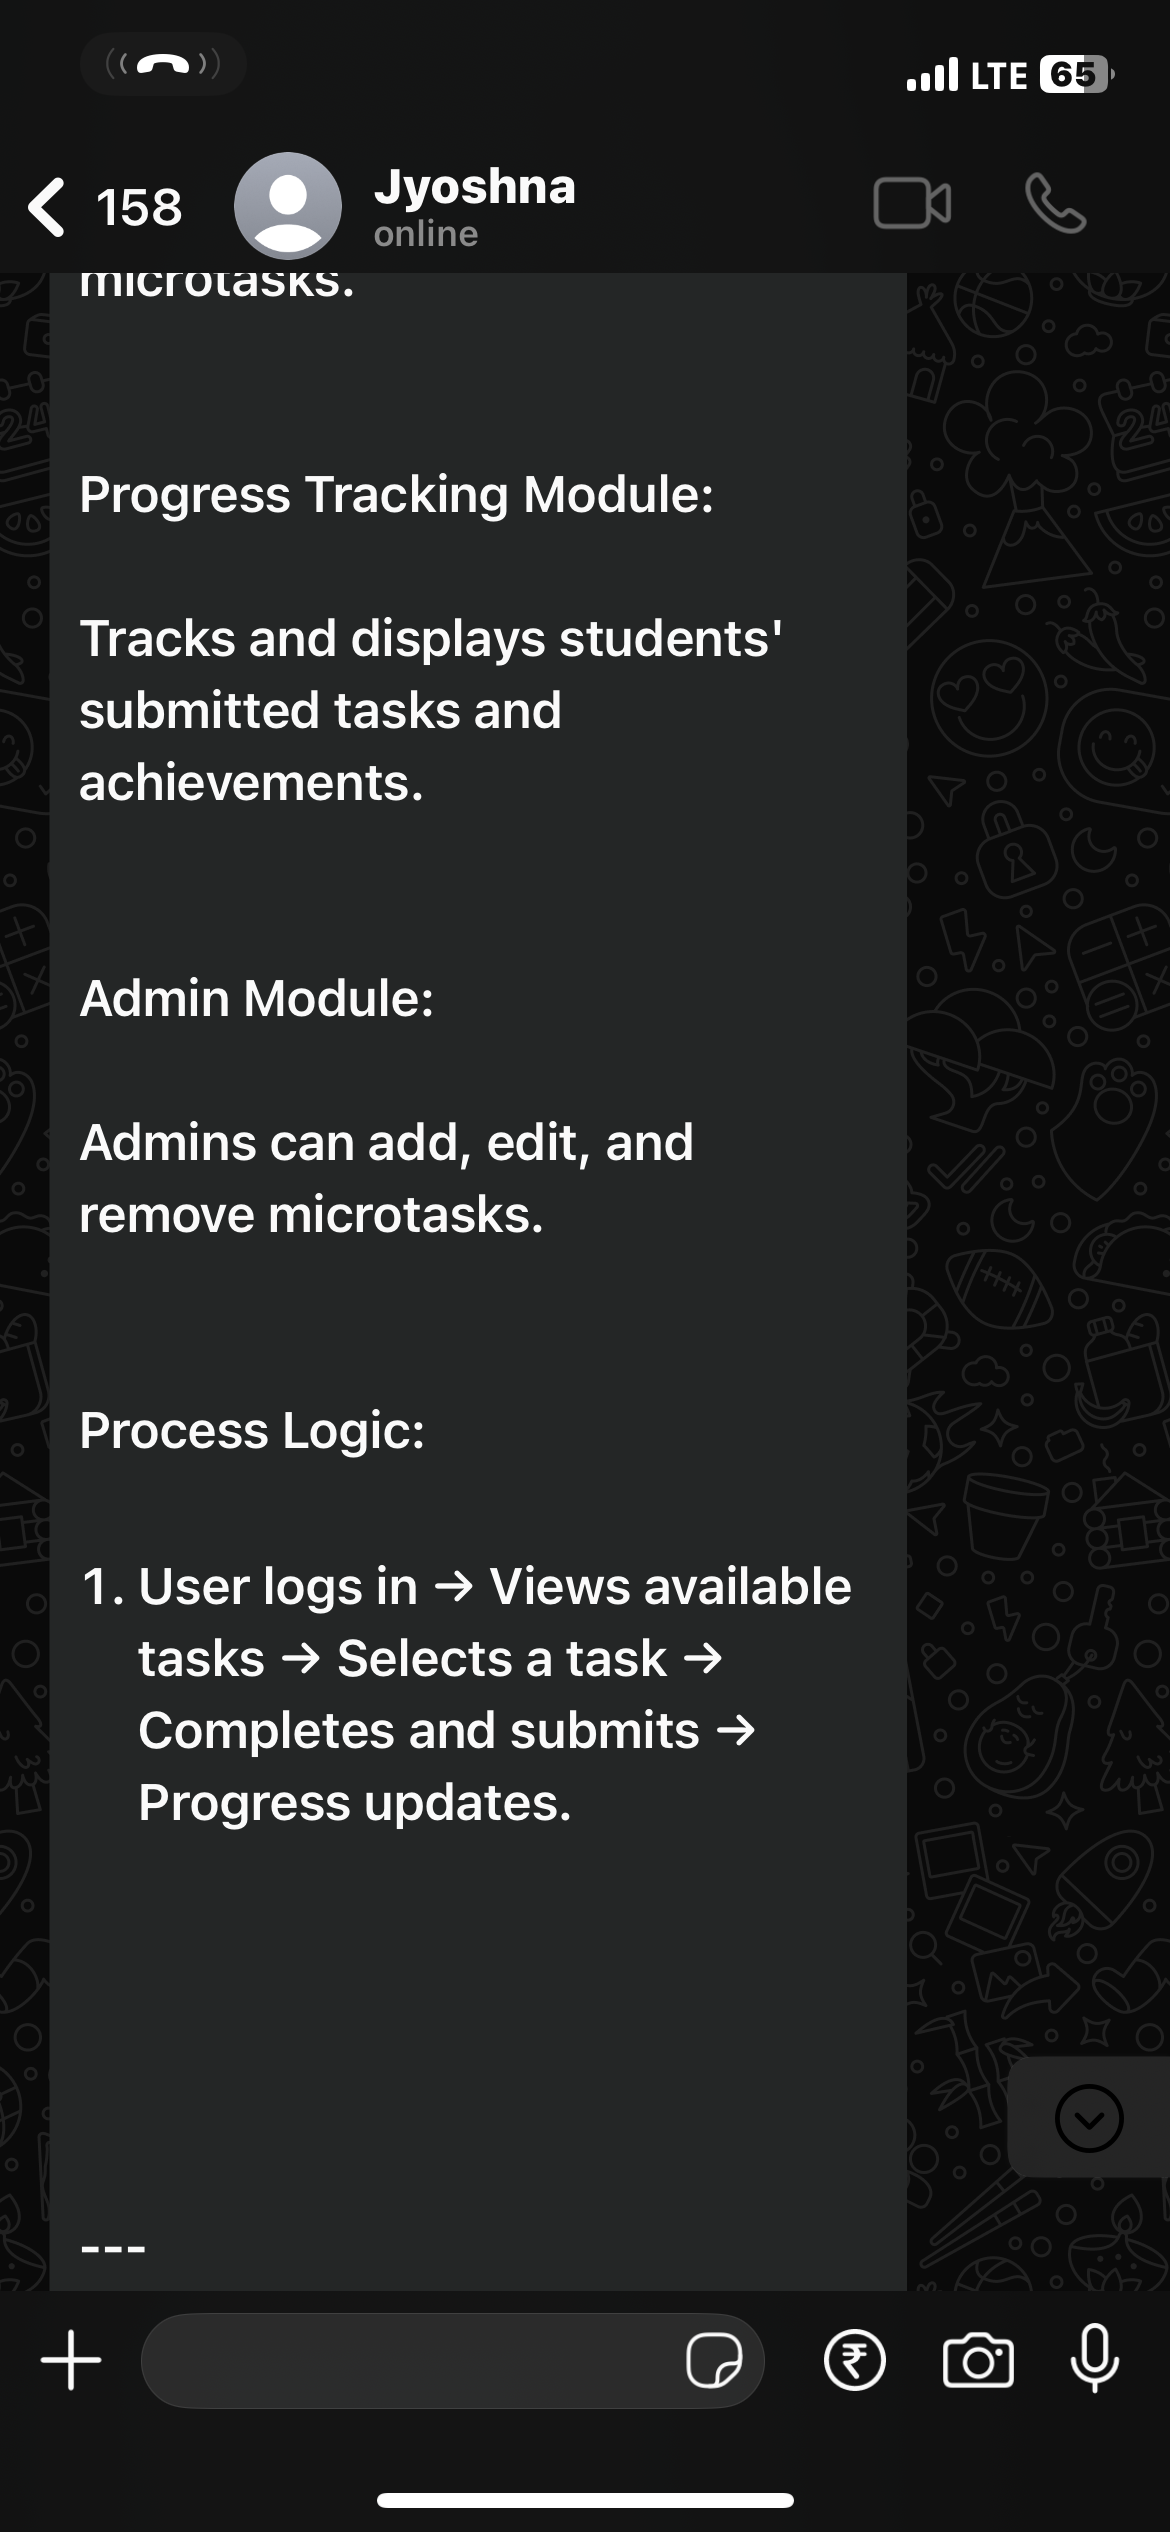 LTE 65
158 Jyoshna
online
microtasks.
Progress Tracking Module:
Tracks and displays students'
submitted tasks and
achievements.
Admin Module:
Admins can add, edit, and
remove microtasks.
Process Logic:
1. User logs in → Views available
tasks → Selects a task →
Completes and submits →
Progress updates.
---